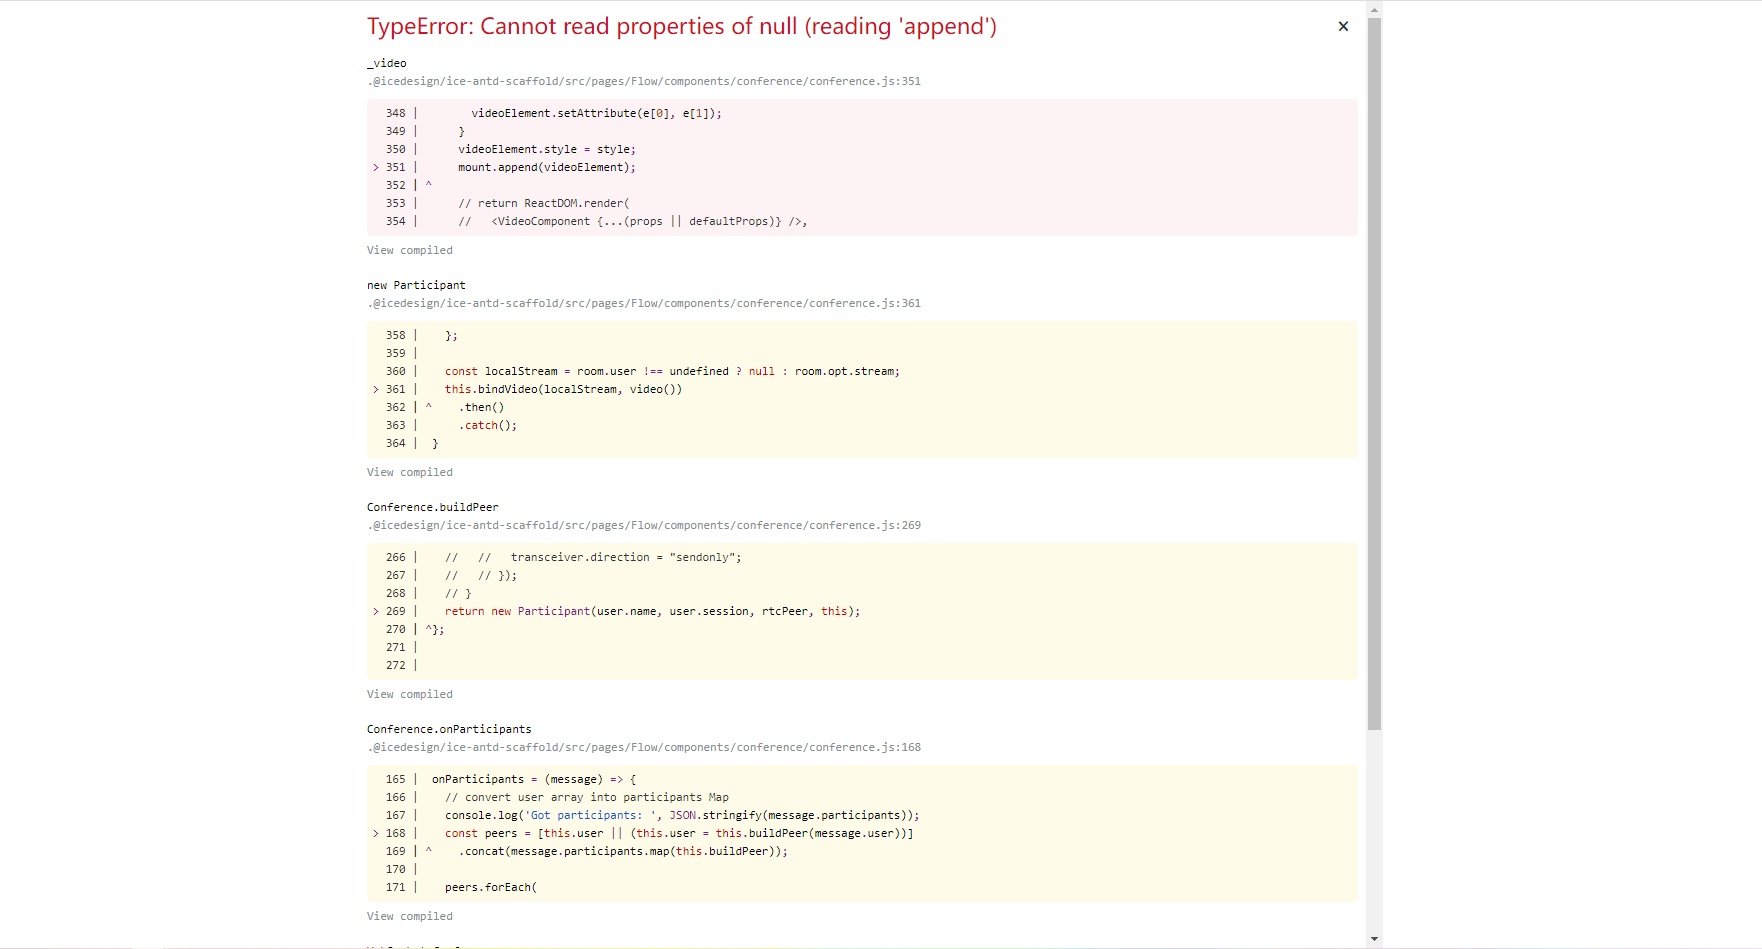 TypeError: Cannot read properties of null (reading 'append')
×
_video
.@icedesign/ice-antd-scaffold/src/pages/Flow/components/conference/conference.js:351
348 |       videoElement.setAttribute(e[0], e[1]);
349 |     }
350 |     videoElement.style = style;
> 351 |     mount.append(videoElement);
352 | ^
353 |     // return ReactDOM.render(
354 |     //   <VideoComponent {...(props || defaultProps)} />,
View compiled
new Participant
.@icedesign/ice-antd-scaffold/src/pages/Flow/components/conference/conference.js:361
358 |   };
359 |
360 |   const localStream = room.user !== undefined ? null : room.opt.stream;
> 361 |   this.bindVideo(localStream, video())
362 | ^   .then()
363 |     .catch();
364 | }
View compiled
Conference.buildPeer
.@icedesign/ice-antd-scaffold/src/pages/Flow/components/conference/conference.js:269
266 |   //   //   transceiver.direction = "sendonly";
267 |   //   // });
268 |   // }
> 269 |   return new Participant(user.name, user.session, rtcPeer, this);
270 | ^};
271 |
272 |
View compiled
Conference.onParticipants
.@icedesign/ice-antd-scaffold/src/pages/Flow/components/conference/conference.js:168
165 | onParticipants = (message) => {
166 |   // convert user array into participants Map
167 |   console.log('Got participants: ', JSON.stringify(message.participants));
> 168 |   const peers = [this.user || (this.user = this.buildPeer(message.user))]
169 | ^   .concat(message.participants.map(this.buildPeer));
170 |
171 |   peers.forEach(
View compiled